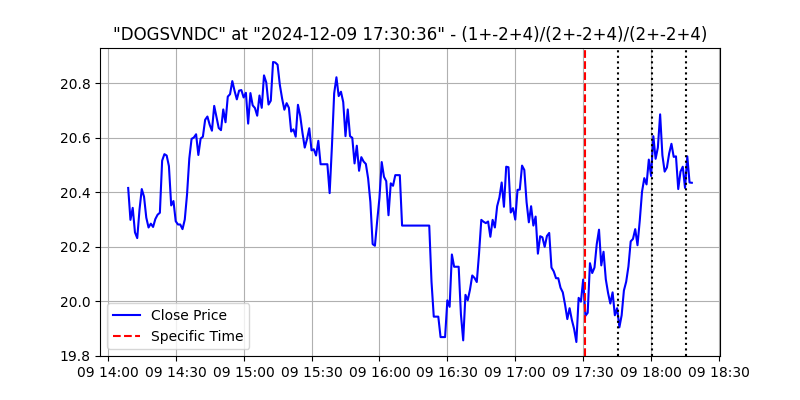 "DOGSVNDC" at "2024-12-09 17:30:36" - (1+-2+4)/(2+-2+4)/(2+-2+4)
20.8
20.6
20.4
20.2
20.0
19.8
Close Price
Specific Time
09 14:00 09 14:30 09 15:00 09 15:30 09 16:00 09 16:30 09 17:00 09 17:30 09 18:00 09 18:30